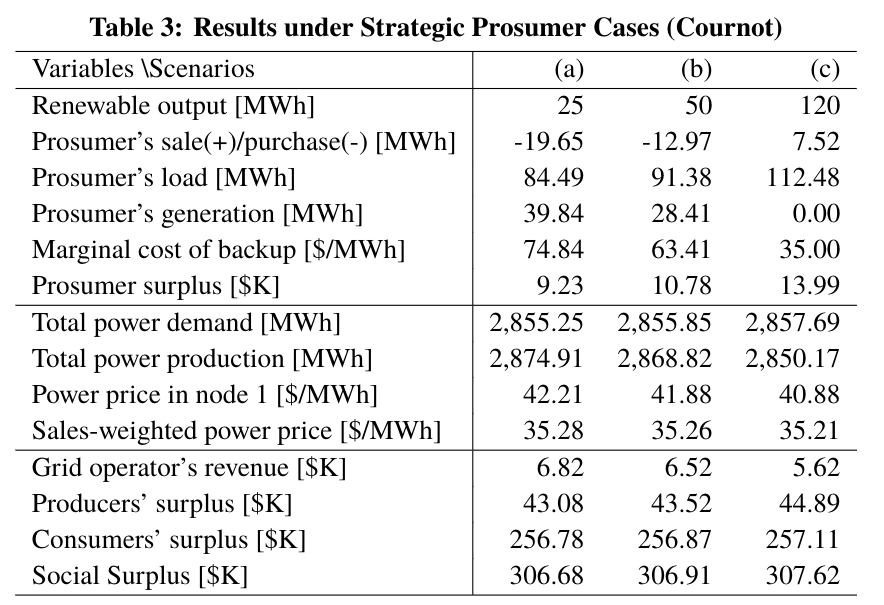 Table 3: Results under Strategic Prosumer Cases (Cournot)
Variables \Scenarios (a) (b) (c)
Renewable output [MWh] 25 50 120
Prosumer's sale(+)/purchase(-) [MWh] -19.65 -12.97 7.52
Prosumer's load [MWh] 84.49 91.38 112.48
Prosumer's generation [MWh] 39.84 28.41 0.00
Marginal cost of backup [$/MWh] 74.84 63.41 35.00
Prosumer surplus [$K] 9.23 10.78 13.99
Total power demand [MWh] 2,855.25 2,855.85 2,857.69
Total power production [MWh] 2,874.91 2,868.82 2,850.17
Power price in node 1 [$/MWh] 42.21 41.88 40.88
Sales-weighted power price [$/MWh] 35.28 35.26 35.21
Grid operator's revenue [$K] 6.82 6.52 5.62
Producers' surplus [$K] 43.08 43.52 44.89
Consumers' surplus [$K] 256.78 256.87 257.11
Social Surplus [$K] 306.68 306.91 307.62